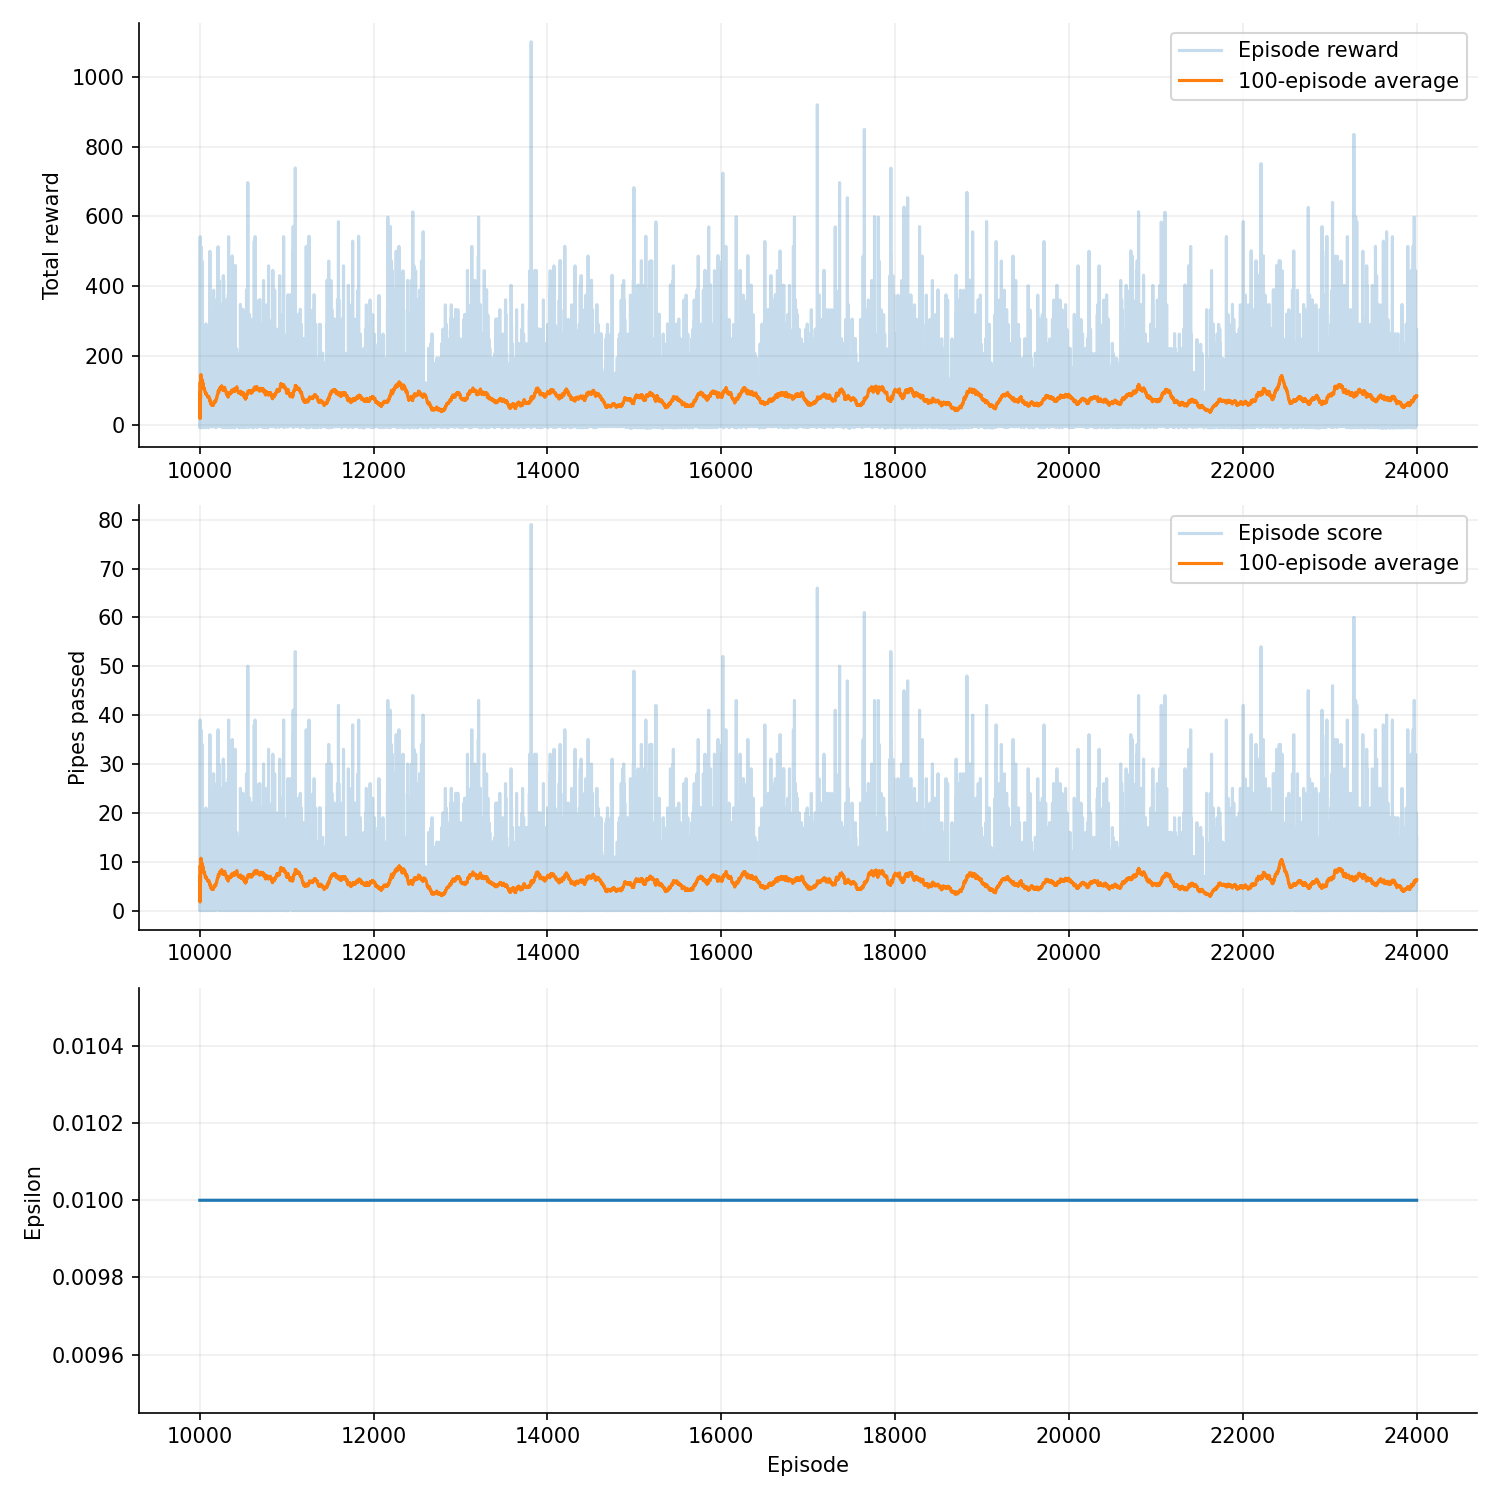 Total reward
1000
800
600
400
200
0
Episode reward
100-episode average
10000 12000 14000 16000 18000 20000 22000 24000
Pipes passed
80
70
60
50
40
30
20
10
0
Episode score
100-episode average
10000 12000 14000 16000 18000 20000 22000 24000
Epsilon
0.0104
0.0102
0.0100
0.0098
0.0096
10000 12000 14000 16000 18000 20000 22000 24000
Episode